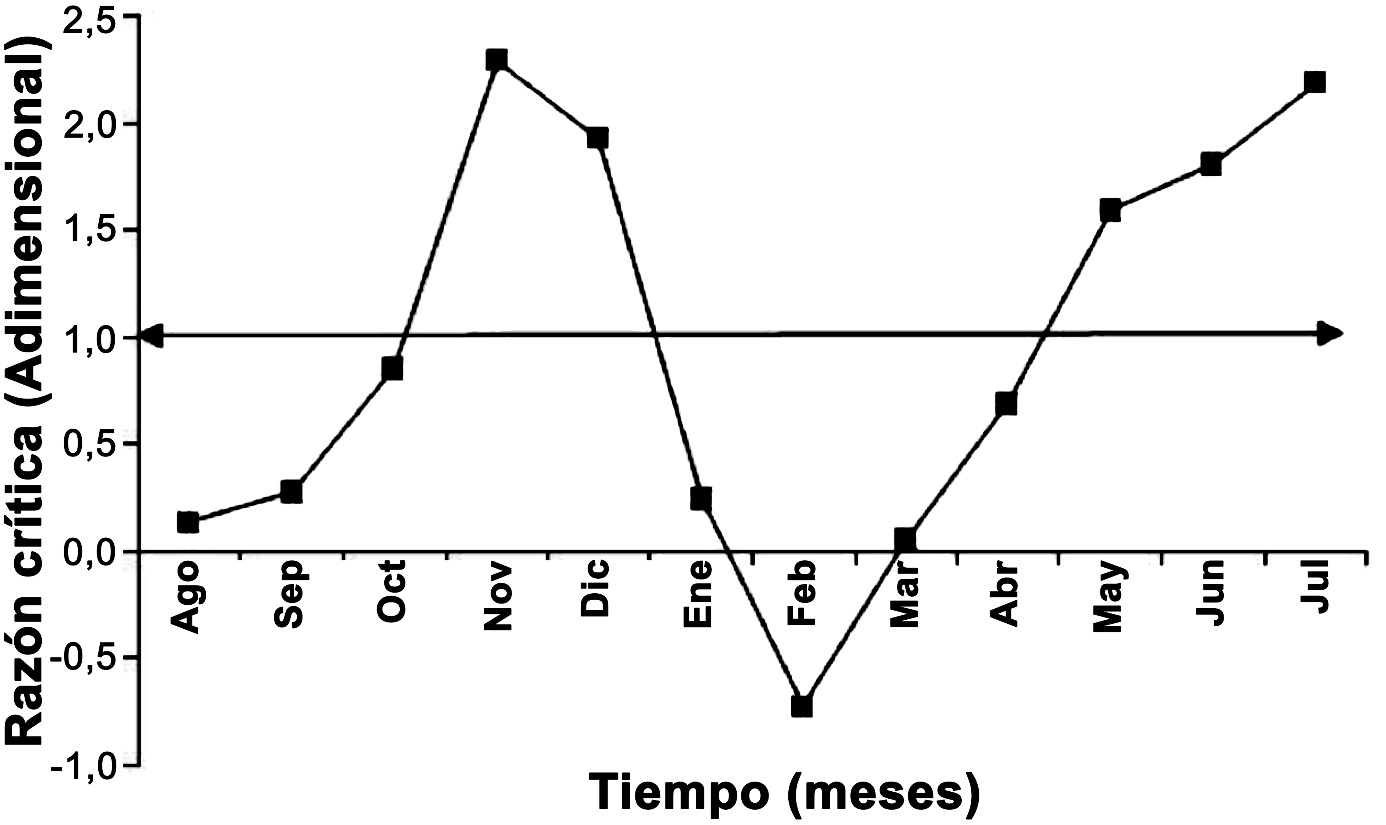 Razón crítica (Adimensional)
2,5
2,0
1,5
1,0
0,5
0,0
-0,5
-1,0
Ago
Sep
Oct
Nov
Dic
Ene
Feb
Mar
Abr
May
Jun
Jul
Tiempo (meses)